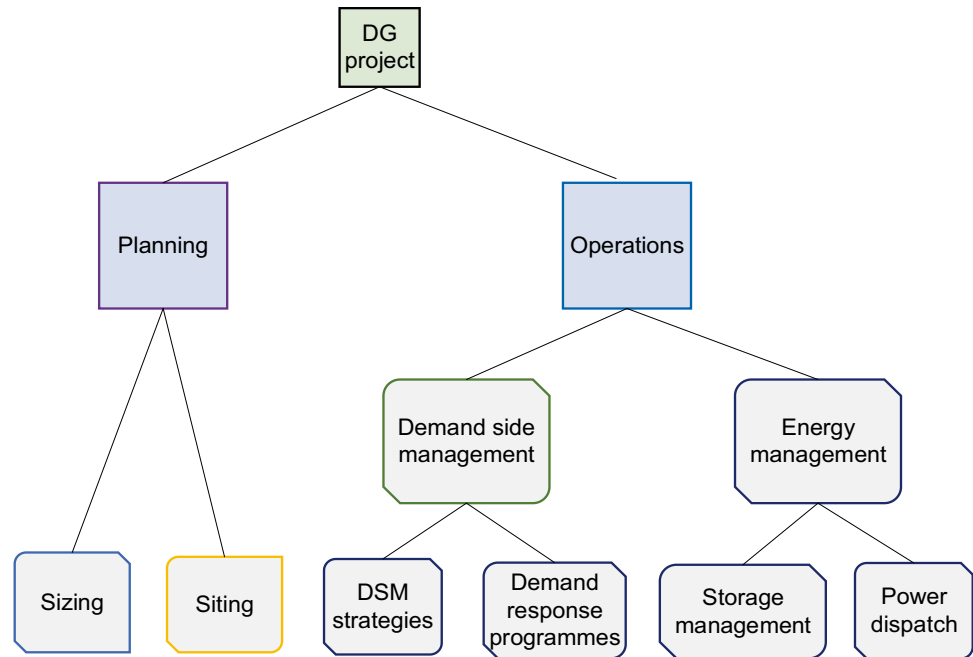 DG
project
Planning
Operations
Demand side
management
Energy
management
Sizing
Siting
DSM
strategies
Demand
response
programmes
Storage
management
Power
dispatch